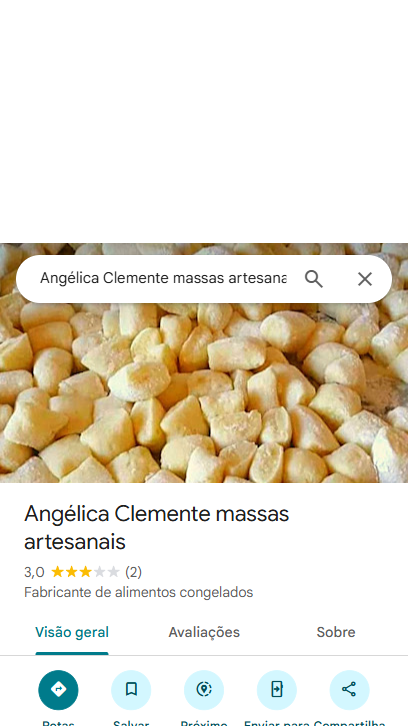 Angélica Clemente massas artesana
Angélica Clemente massas
artesanais
3,0 (2)
Fabricante de alimentos congelados
Visão geral Avaliações Sobre
Rotas Salvar Próximo Enviar para Compartilha